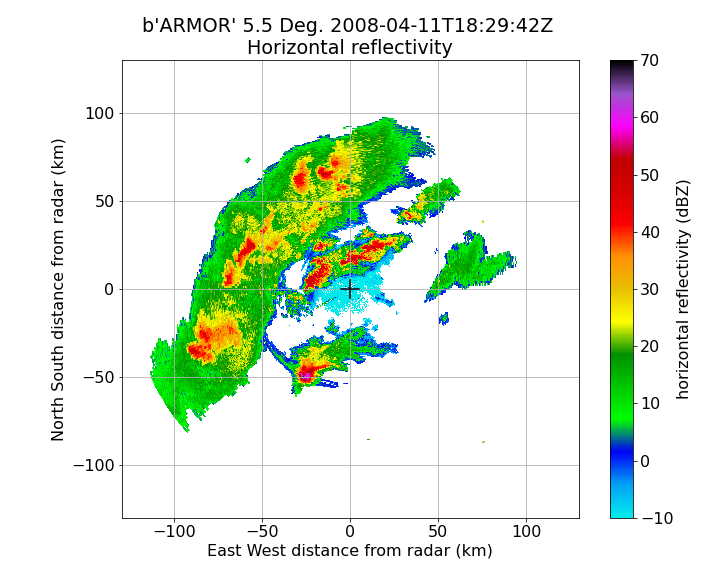 b'ARMOR' 5.5 Deg. 2008-04-11T18:29:42Z
Horizontal reflectivity
North South distance from radar (km)
100
50
0
−50
−100
−100 −50 0 50 100
East West distance from radar (km)
70
60
50
40
30
20
10
0
−10
horizontal reflectivity (dBZ)